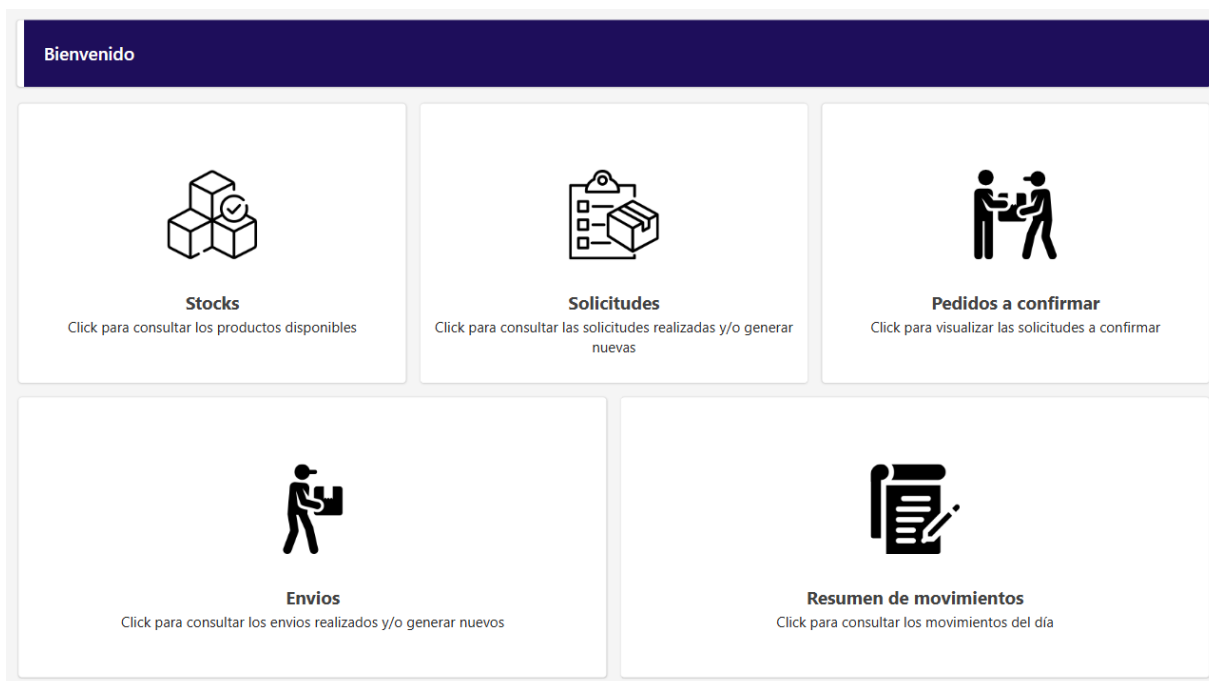 Bienvenido
Stocks
Click para consultar los productos disponibles
Solicitudes
Click para consultar las solicitudes realizadas y/o generar
nuevas
Pedidos a confirmar
Click para visualizar las solicitudes a confirmar
Envios
Click para consultar los envios realizados y/o generar nuevos
Resumen de movimientos
Click para consultar los movimientos del día